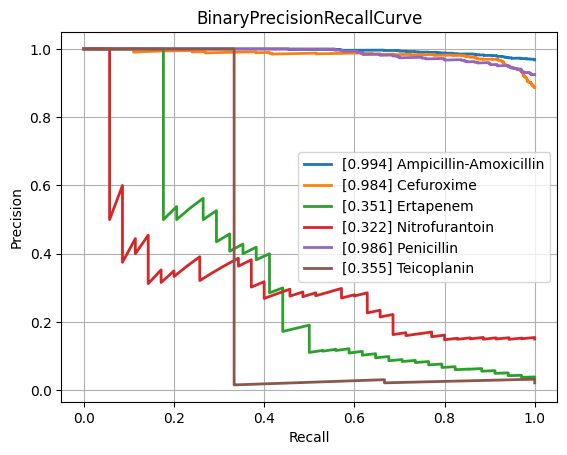 BinaryPrecisionRecallCurve
Precision
1.0
0.8
0.6
0.4
0.2
0.0
[0.994] Ampicillin-Amoxicillin
[0.984] Cefuroxime
[0.351] Ertapenem
[0.322] Nitrofurantoin
[0.986] Penicillin
[0.355] Teicoplanin
0.0 0.2 0.4 0.6 0.8 1.0
Recall